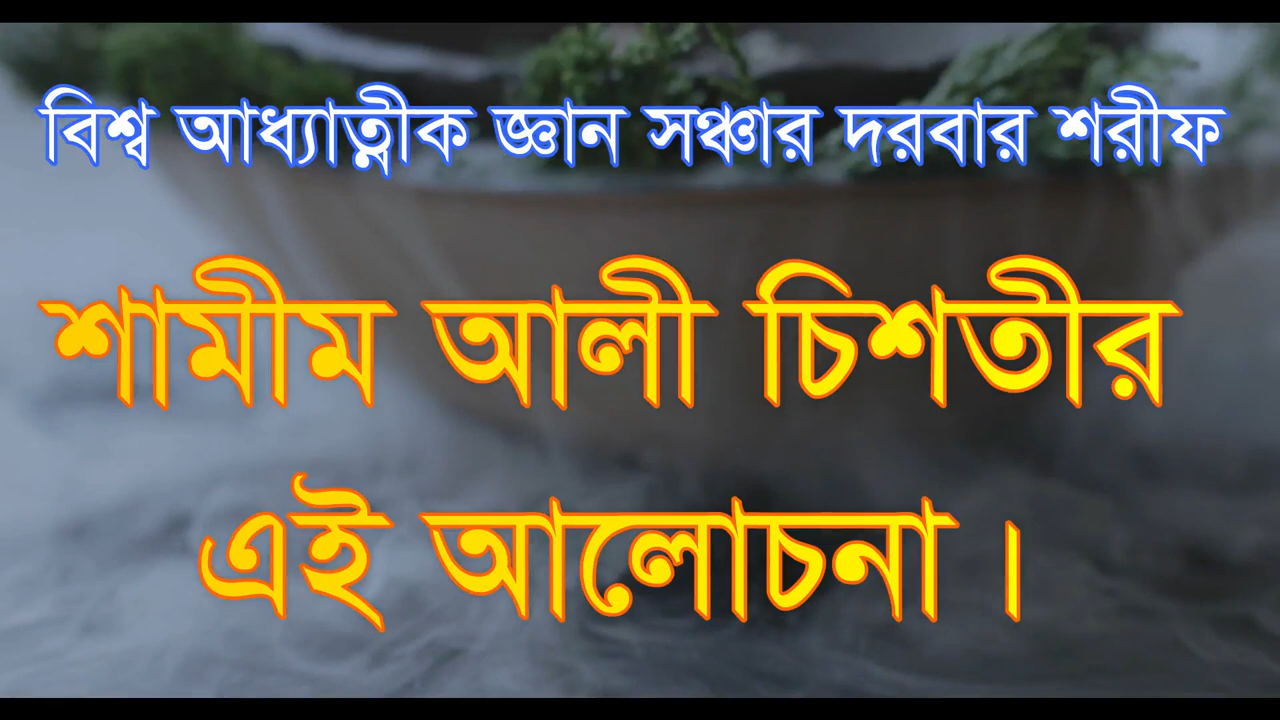 বিশ্ব আধ্যাত্নীক জ্ঞান সঞ্চার দরবার শরীফ
শামীম আলী চিশতীর
এই আলোচনা।